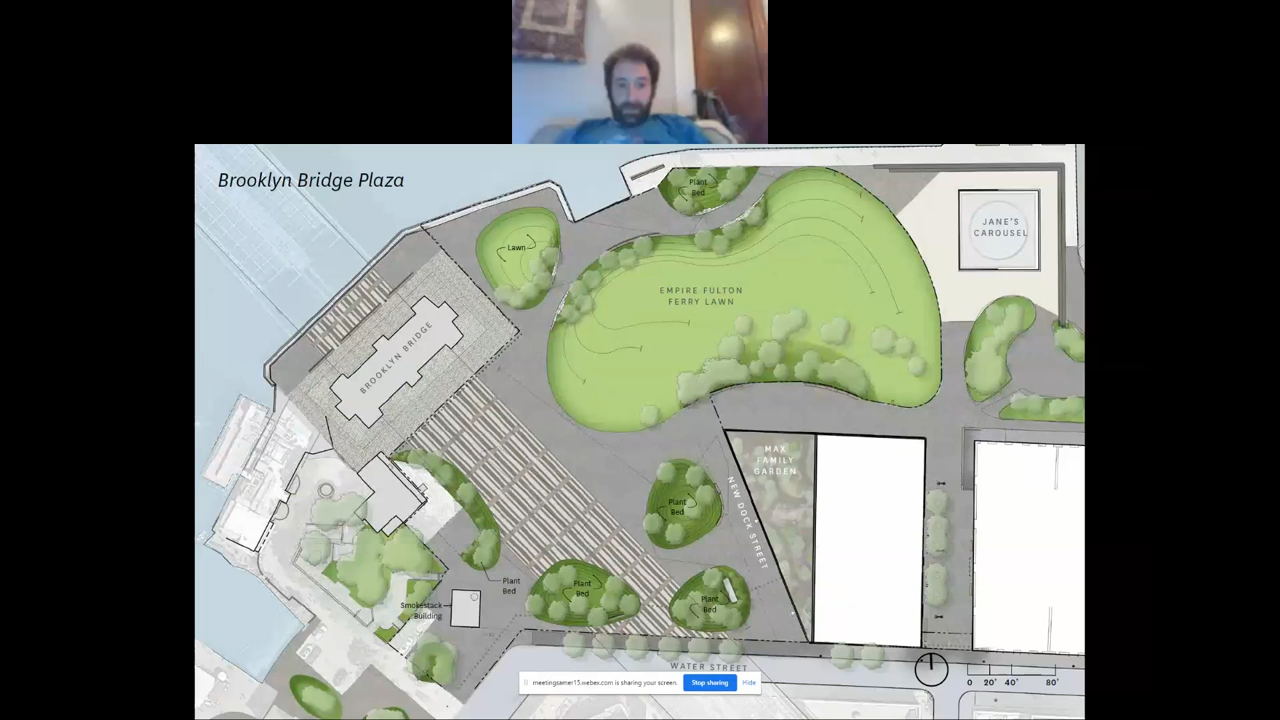 Brooklyn Bridge Plaza
Plant
Bed
JANE'S
CAROUSEL
Lawn
EMPIRE FULTON
FERRY LAWN
BROOKLYN BRIDGE
MAX
FAMILY
GARDEN
NEW DOCK STREET
Plant
Bed
Plant
Bed
Plant
Bed
Plant
Bed
Smokestack
Building
WATER STREET
meetingsamer15.webex.com is sharing your screen.
Stop sharing
Hide
0 20' 40' 80'